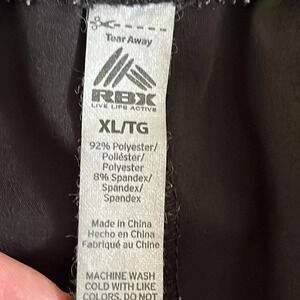 Tear Away
RBX
LIVE LIFE ACTIVE
XL/TG
92% Polyester/
Poliéster/
Polyester
8% Spandex/
Spandex/
Spandex
Made in China
Hecho en China
Fabriqué au Chine
MACHINE WASH
COLD WITH LIKE
COLORS. DO NOT